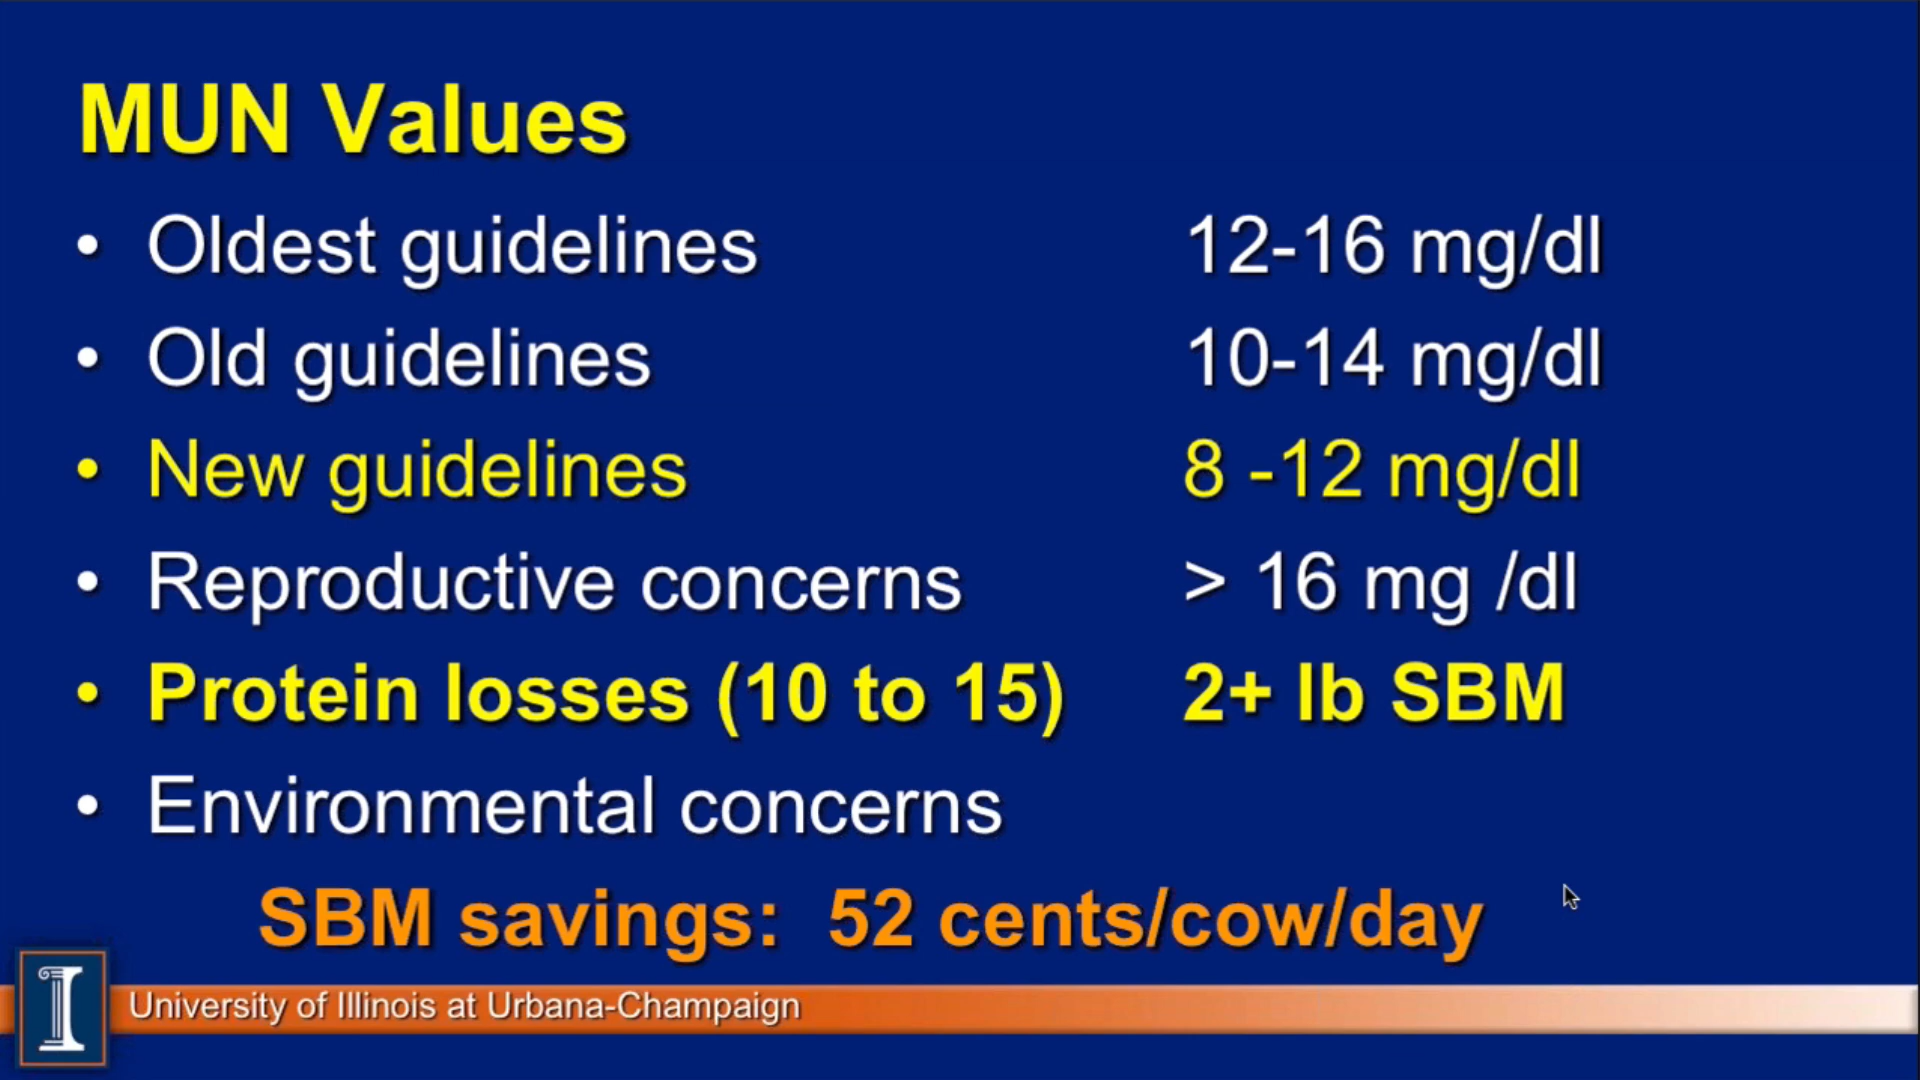 MUN Values
• Oldest guidelines 12-16 mg/dl
• Old guidelines 10-14 mg/dl
• New guidelines 8 -12 mg/dl
• Reproductive concerns > 16 mg /dl
• Protein losses (10 to 15) 2+ lb SBM
• Environmental concerns
SBM savings: 52 cents/cow/day
University of Illinois at Urbana-Champaign